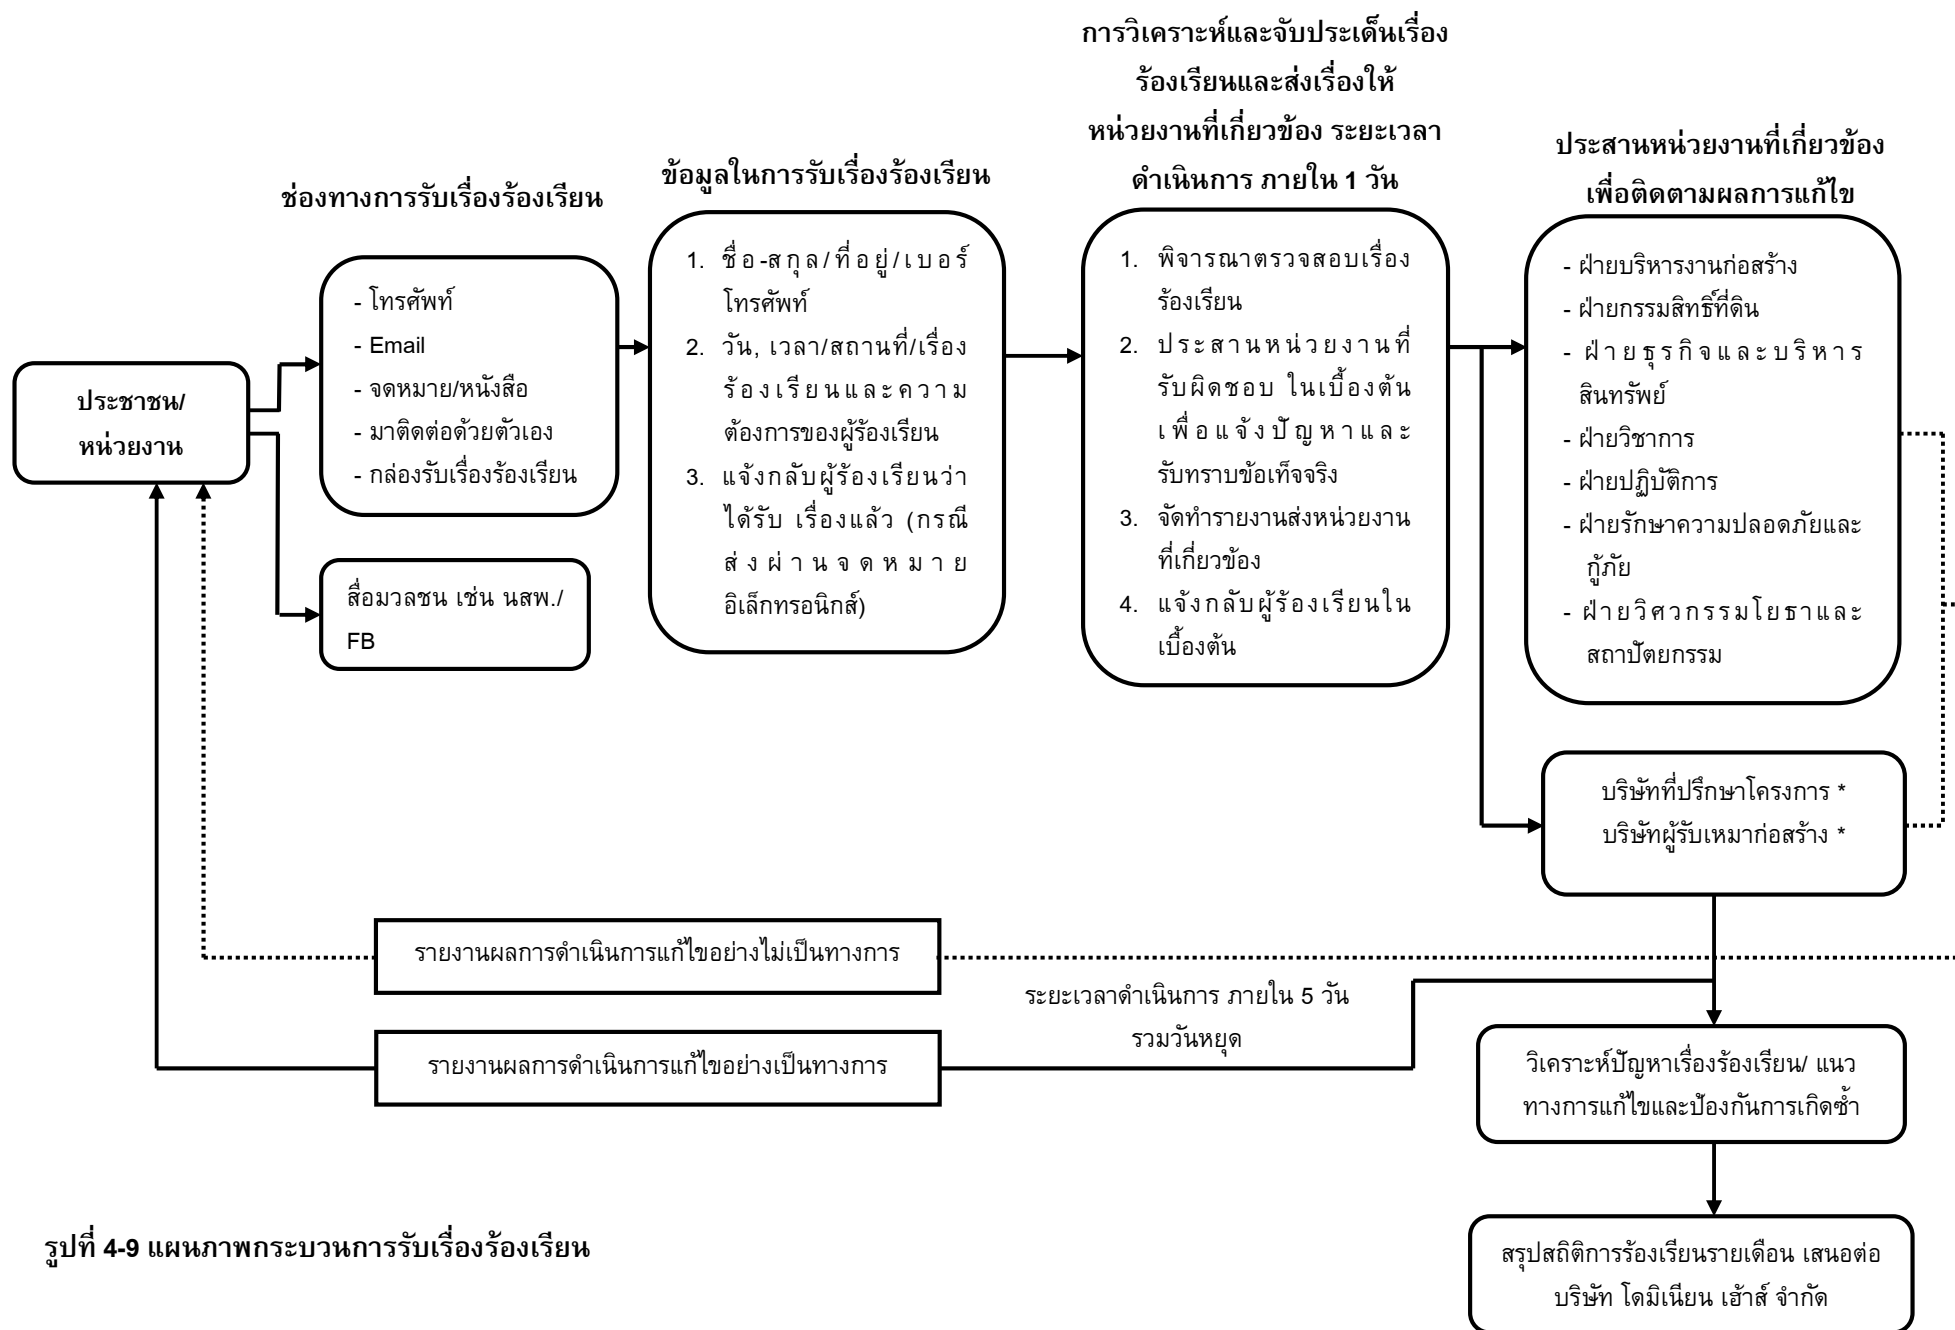 การวิเคราะห์และจับประเด็นเรื่อง
ร้องเรียนและส่งเรื่องให้
หน่วยงานที่เกี่ยวข้อง ระยะเวลา
ดำเนินการ ภายใน 1 วัน
ประสานหน่วยงานที่เกี่ยวข้อง
เพื่อติดตามผลการแก้ไข
ข้อมูลในการรับเรื่องร้องเรียน
ช่องทางการรับเรื่องร้องเรียน
ประชาชน/
หน่วยงาน
- โทรศัพท์
- Email
- จดหมาย/หนังสือ
- มาติดต่อด้วยตัวเอง
- กล่องรับเรื่องร้องเรียน
สื่อมวลชน เช่น นสพ./
FB
1. ชื่อ-สกุล/ที่อยู่/เบอร์
โทรศัพท์
2. วัน, เวลา/สถานที่/เรื่อง
ร้องเรียนและความ
ต้องการของผู้ร้องเรียน
3. แจ้งกลับผู้ร้องเรียนว่า
ได้รับ เรื่องแล้ว (กรณี
ส่งผ่านจดหมาย
อิเล็กทรอนิกส์)
1. พิจารณาตรวจสอบเรื่อง
ร้องเรียน
2. ประสานหน่วยงานที่
รับผิดชอบ ในเบื้องต้น
เพื่อแจ้งปัญหาและ
รับทราบข้อเท็จจริง
3. จัดทำรายงานส่งหน่วยงาน
ที่เกี่ยวข้อง
4. แจ้งกลับผู้ร้องเรียนใน
เบื้องต้น
- ฝ่ายบริหารงานก่อสร้าง
- ฝ่ายกรรมสิทธิ์ที่ดิน
- ฝ่ายธุรกิจและบริหาร
สินทรัพย์
- ฝ่ายวิชาการ
- ฝ่ายปฏิบัติการ
- ฝ่ายรักษาความปลอดภัยและ
กู้ภัย
- ฝ่ายวิศวกรรมโยธาและ
สถาปัตยกรรม
บริษัทที่ปรึกษาโครงการ *
บริษัทผู้รับเหมาก่อสร้าง *
รายงานผลการดำเนินการแก้ไขอย่างไม่เป็นทางการ
ระยะเวลาดำเนินการ ภายใน 5 วัน
รวมวันหยุด
รายงานผลการดำเนินการแก้ไขอย่างเป็นทางการ
วิเคราะห์ปัญหาเรื่องร้องเรียน/ แนว
ทางการแก้ไขและป้องกันการเกิดซ้ำ
สรุปสถิติการร้องเรียนรายเดือน เสนอต่อ
บริษัท โดมิเนียน เฮ้าส์ จำกัด
รูปที่ 4-9 แผนภาพกระบวนการรับเรื่องร้องเรียน